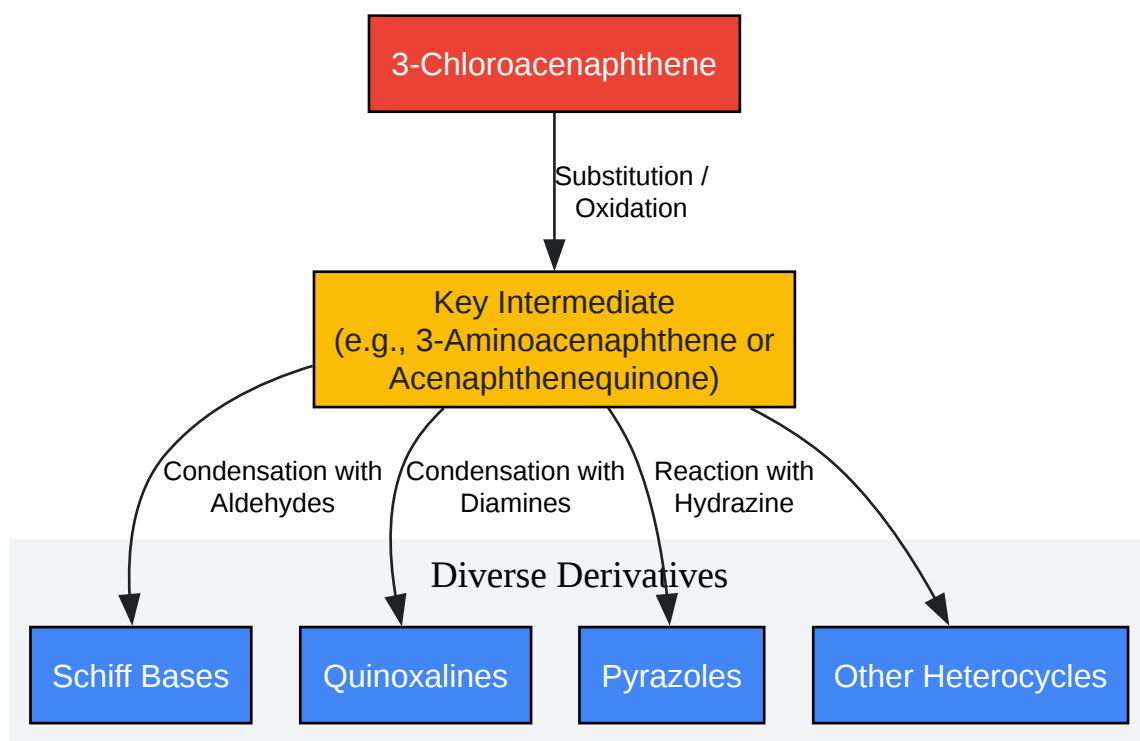 3-Chloroacenaphthene
Substitution /
Oxidation
Key Intermediate
(e.g., 3-Aminoacenaphthene or
Acenaphthenequinone)
Condensation with
Aldehydes
Condensation with
Diamines
Reaction with
Hydrazine
Diverse Derivatives
Schiff Bases
Quinoxalines
Pyrazoles
Other Heterocycles